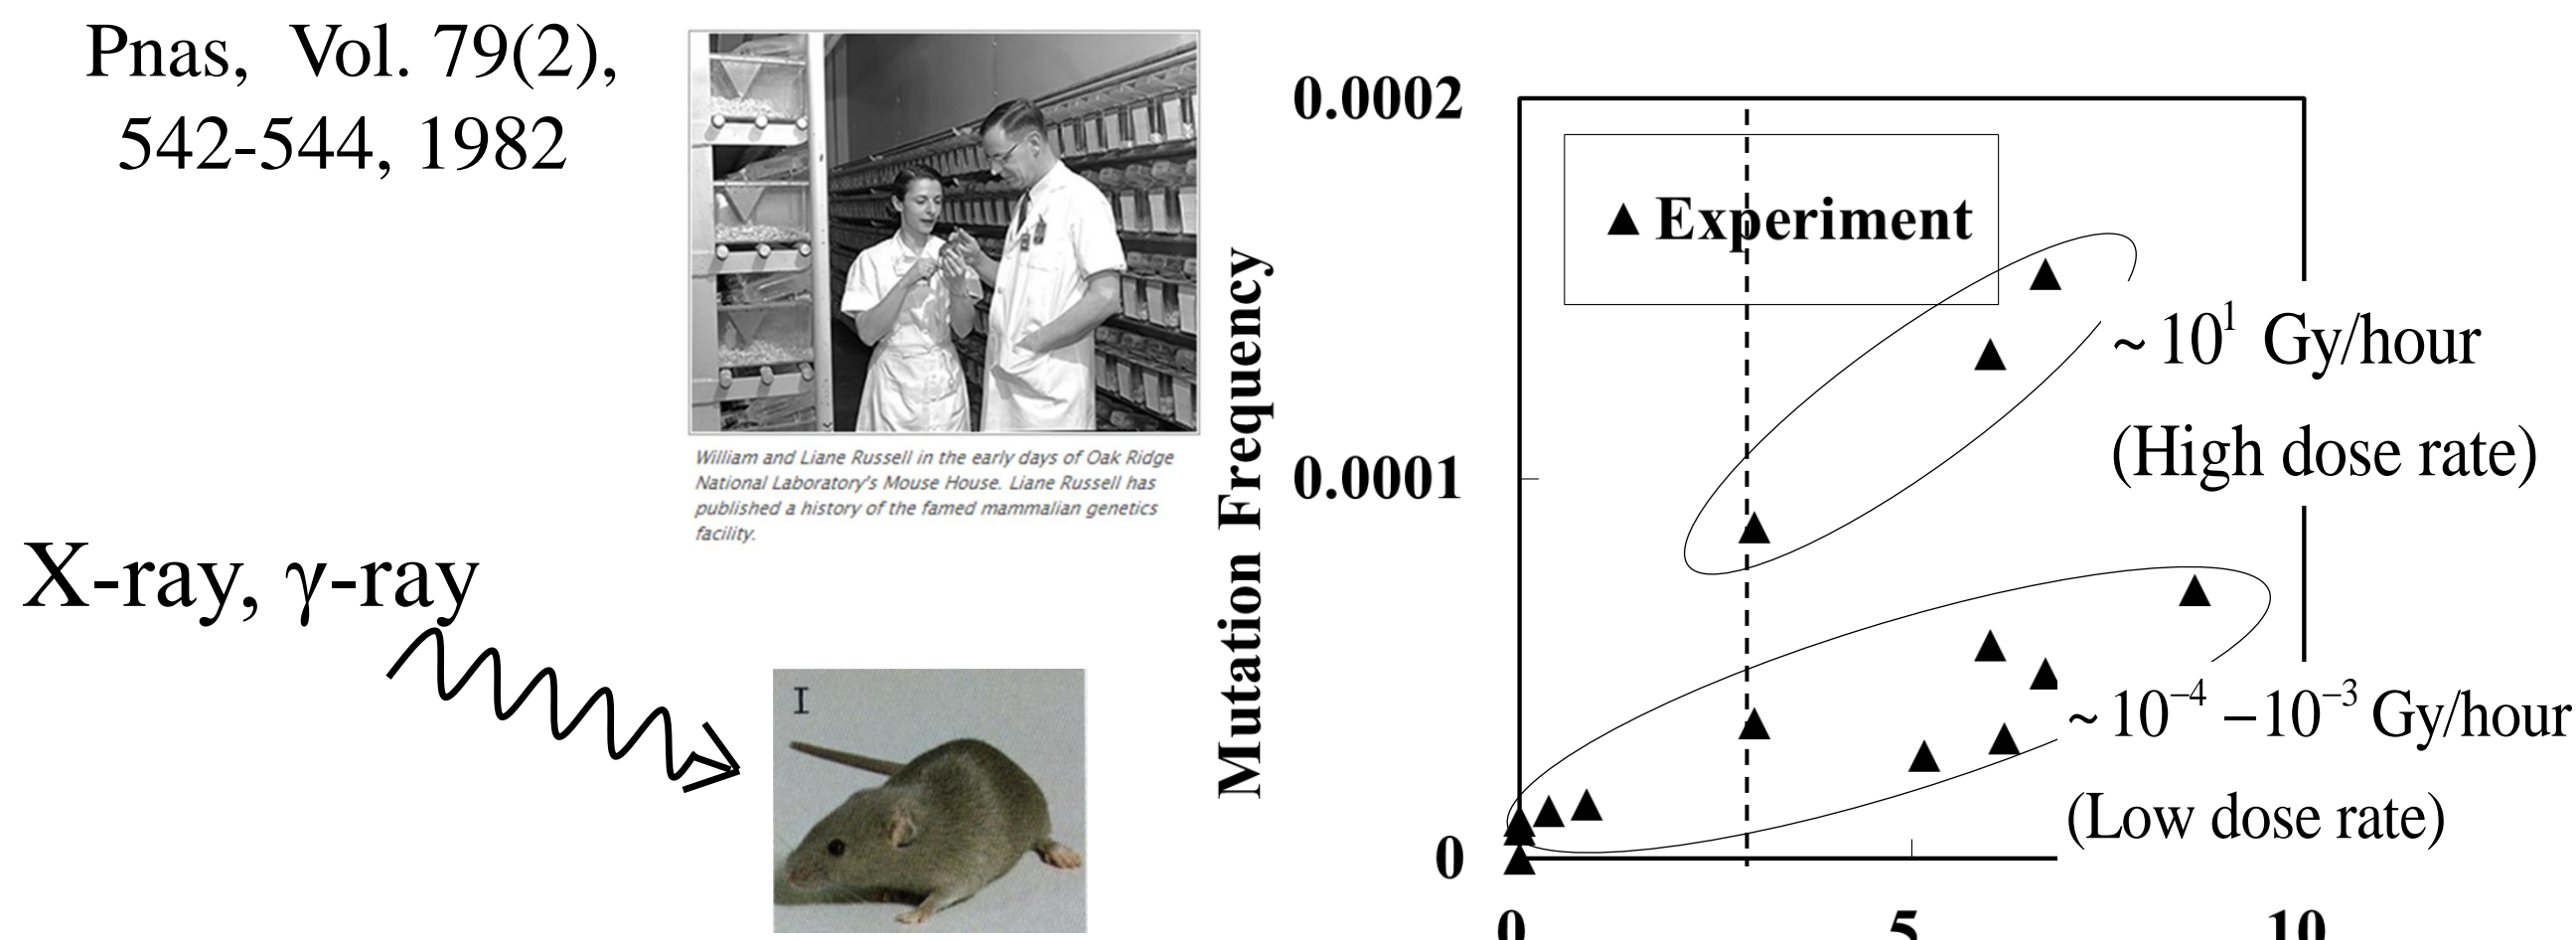 Pnas, Vol. 79(2),
542-544, 1982
William and Liane Russell in the early days of Oak Ridge
National Laboratory's Mouse House. Liane Russell has
published a history of the famed mammalian genetics
facility.
X-ray, γ-ray
I
Mutation Frequency
0.0002
0.0001
0
▲ Experiment
~ 10¹ Gy/hour
(High dose rate)
~ 10⁻⁴ – 10⁻³ Gy/hour
(Low dose rate)
0 5 10